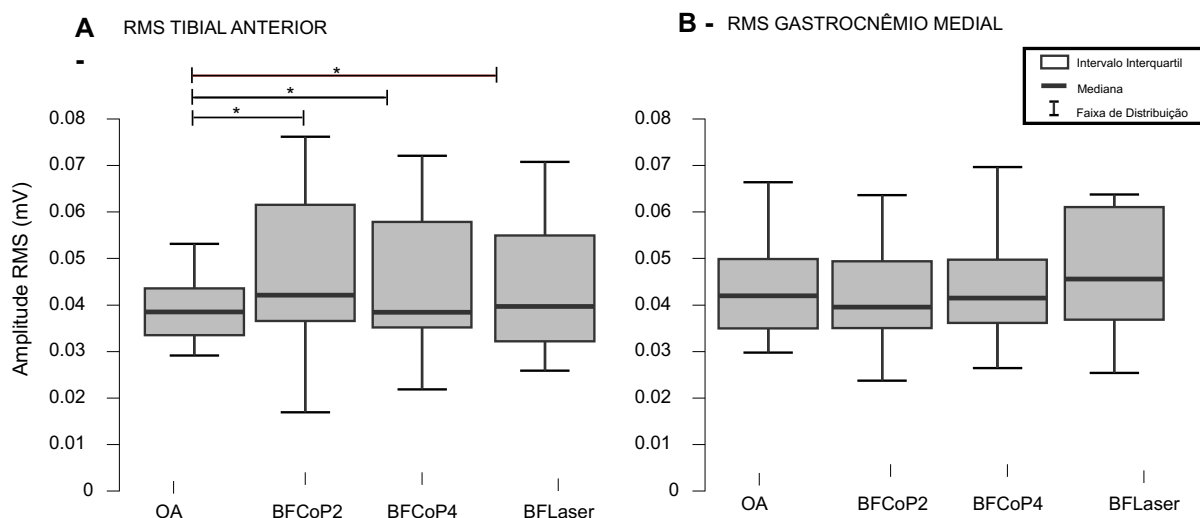 A - RMS TIBIAL ANTERIOR
* 
*
*
Amplitude RMS (mV)
0.08
0.07
0.06
0.05
0.04
0.03
0.02
0.01
0
OA BFCoP2 BFCoP4 BFLaser
B - RMS GASTROCNÊMIO MEDIAL
Intervalo Interquartil
Mediana
Faixa de Distribuição
0.08
0.07
0.06
0.05
0.04
0.03
0.02
0.01
0
OA BFCoP2 BFCoP4 BFLaser